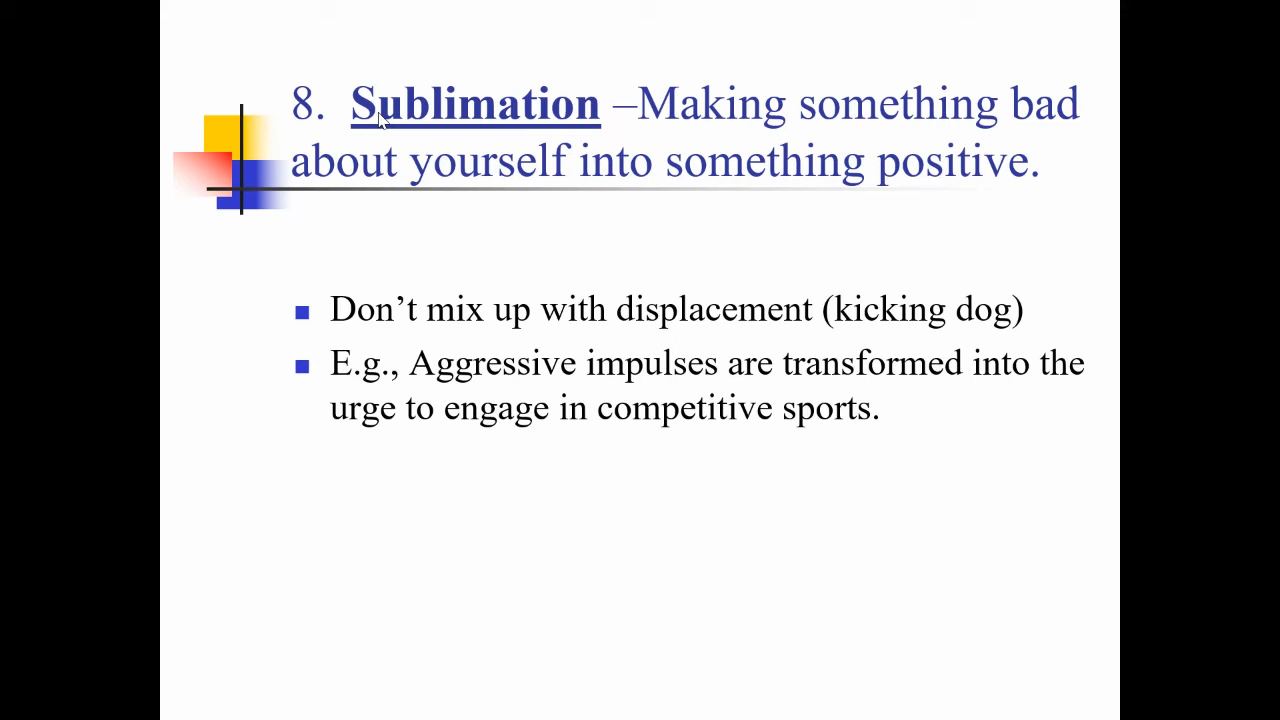 8. Sublimation –Making something bad
about yourself into something positive.
Don’t mix up with displacement (kicking dog)
E.g., Aggressive impulses are transformed into the
urge to engage in competitive sports.